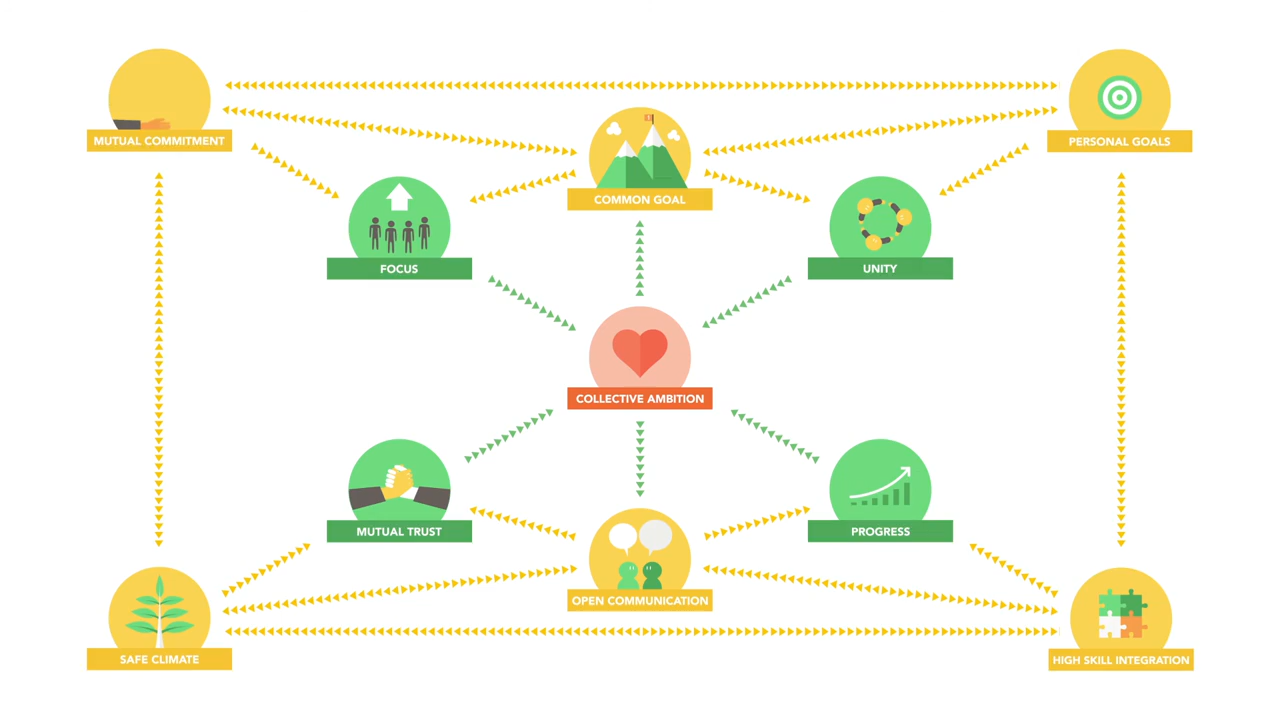 MUTUAL COMMITMENT
PERSONAL GOALS
COMMON GOAL
FOCUS
UNITY
COLLECTIVE AMBITION
MUTUAL TRUST
PROGRESS
OPEN COMMUNICATION
SAFE CLIMATE
HIGH SKILL INTEGRATION